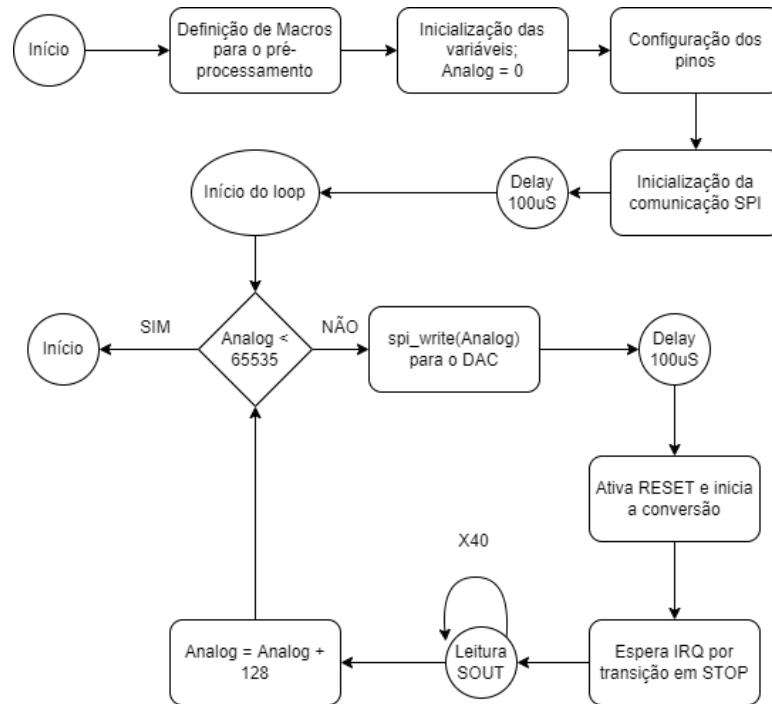 Início
Definição de Macros
para o pré-
processamento
Inicialização das
variáveis;
Analog = 0
Configuração dos
pinos
Inicialização da
comunicação SPI
Delay
100uS
Início do loop
Analog <
65535
SIM
Início
NÃO
spi_write(Analog)
para o DAC
Delay
100uS
Ativa RESET e inicia
a conversão
Espera IRQ por
transição em STOP
X40
Leitura
SOUT
Analog = Analog +
128